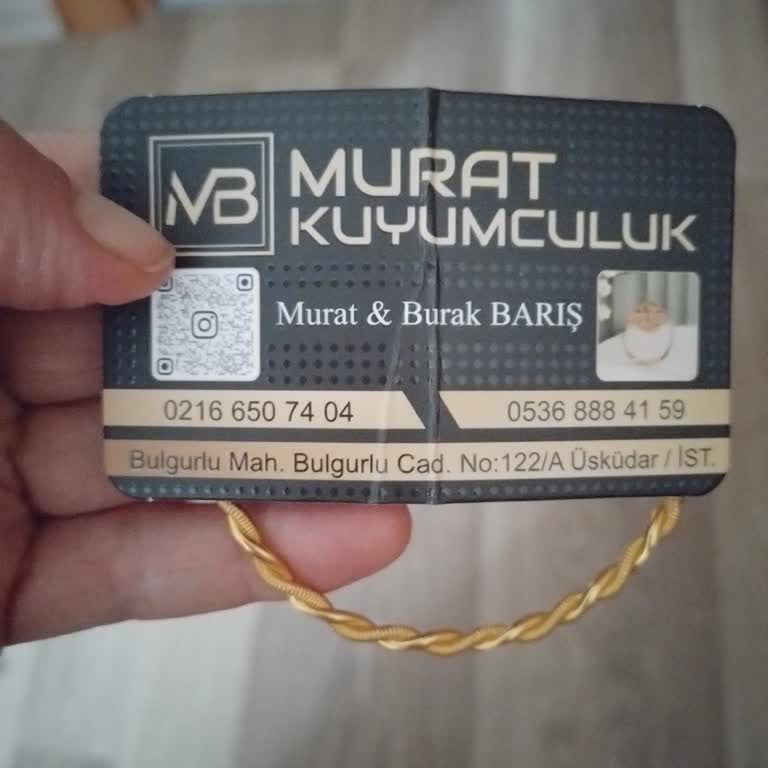 MB
MURAT
KUYUMCULUK
Murat & Burak BARIŞ
0216 650 74 04
0536 888 41 59
Bulgurlu Mah. Bulgurlu Cad. No:122/A Üsküdar / İST.